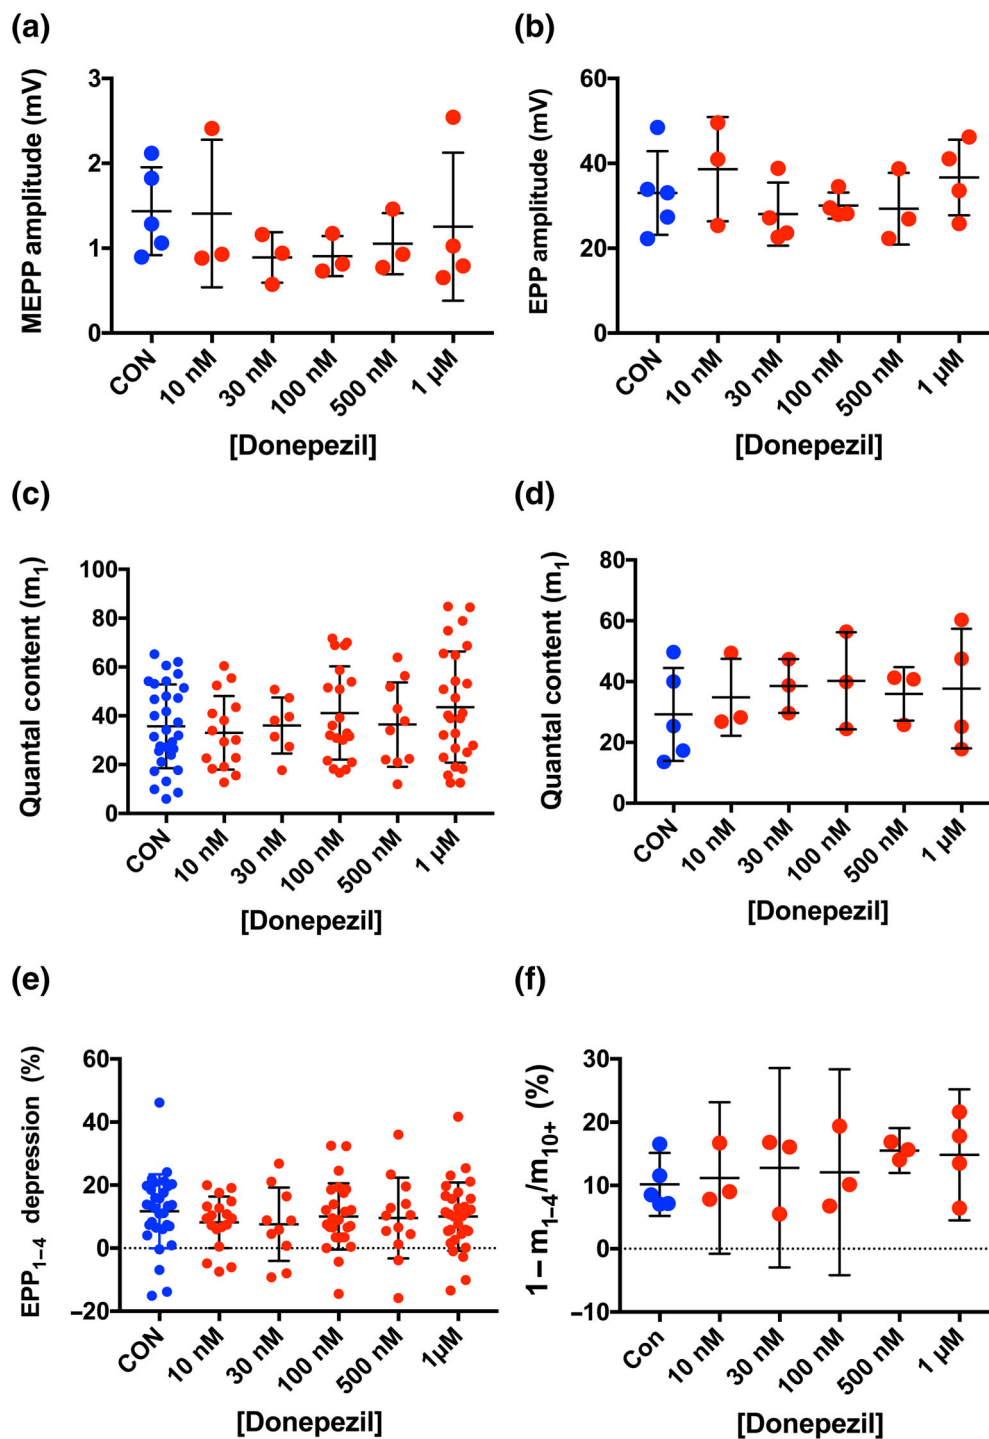 (a)
MEPP amplitude (mV)
3
2
1
0
CON
10 nM
30 nM
100 nM
500 nM
1 µM
[Donepezil]
(b)
EPP amplitude (mV)
60
40
20
0
CON
10 nM
30 nM
100 nM
500 nM
1 µM
[Donepezil]
(c)
Quantal content (m₁)
100
80
60
40
20
0
CON
10 nM
30 nM
100 nM
500 nM
1 µM
[Donepezil]
(d)
Quantal content (m₁)
80
60
40
20
0
CON
10 nM
30 nM
100 nM
500 nM
1 µM
[Donepezil]
(e)
EPP₁₋₄ depression (%)
60
40
20
0
−20
CON
10 nM
30 nM
100 nM
500 nM
1µM
[Donepezil]
(f)
1 − m₁₋₄/m₁₀₊ (%)
30
20
10
0
−10
Con
10 nM
30 nM
100 nM
500 nM
1 µM
[Donepezil]